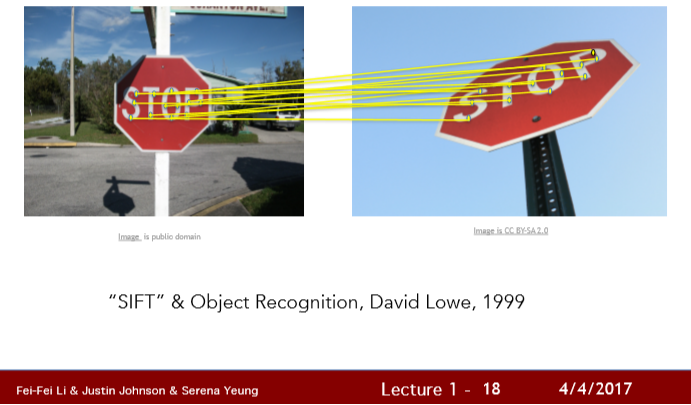 STOP
STOP
Image is public domain
Image is CC BY-SA 2.0
“SIFT” & Object Recognition, David Lowe, 1999
Fei-Fei Li & Justin Johnson & Serena Yeung
Lecture 1 - 18
4/4/2017